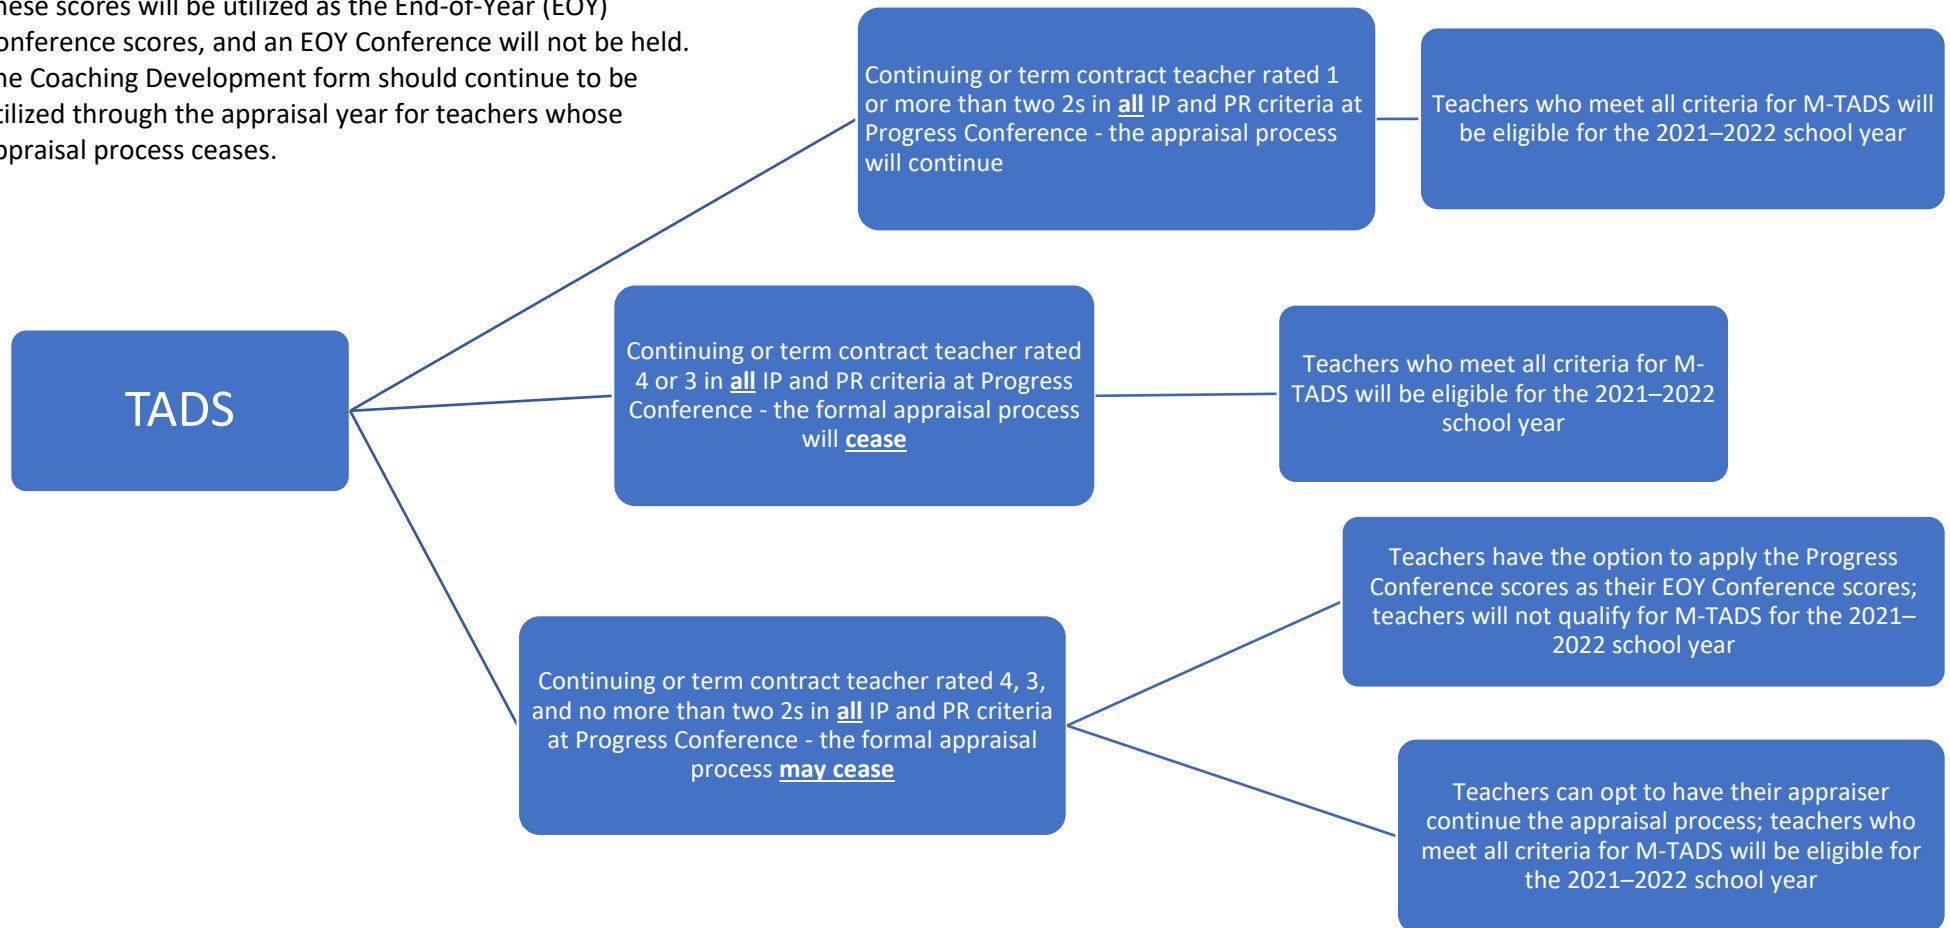 these scores will be utilized as the End-of-Year (EOY)
onference scores, and an EOY Conference will not be held.
he Coaching Development form should continue to be
tilized through the appraisal year for teachers whose
ppraisal process ceases.
Continuing or term contract teacher rated 1
or more than two 2s in all IP and PR criteria at
Progress Conference - the appraisal process
will continue
Teachers who meet all criteria for M-TADS will
be eligible for the 2021–2022 school year
TADS
Continuing or term contract teacher rated
4 or 3 in all IP and PR criteria at Progress
Conference - the formal appraisal process
will cease
Teachers who meet all criteria for M-
TADS will be eligible for the 2021–2022
school year
Continuing or term contract teacher rated 4, 3,
and no more than two 2s in all IP and PR criteria
at Progress Conference - the formal appraisal
process may cease
Teachers have the option to apply the Progress
Conference scores as their EOY Conference scores;
teachers will not qualify for M-TADS for the 2021–
2022 school year
Teachers can opt to have their appraiser
continue the appraisal process; teachers who
meet all criteria for M-TADS will be eligible for
the 2021–2022 school year